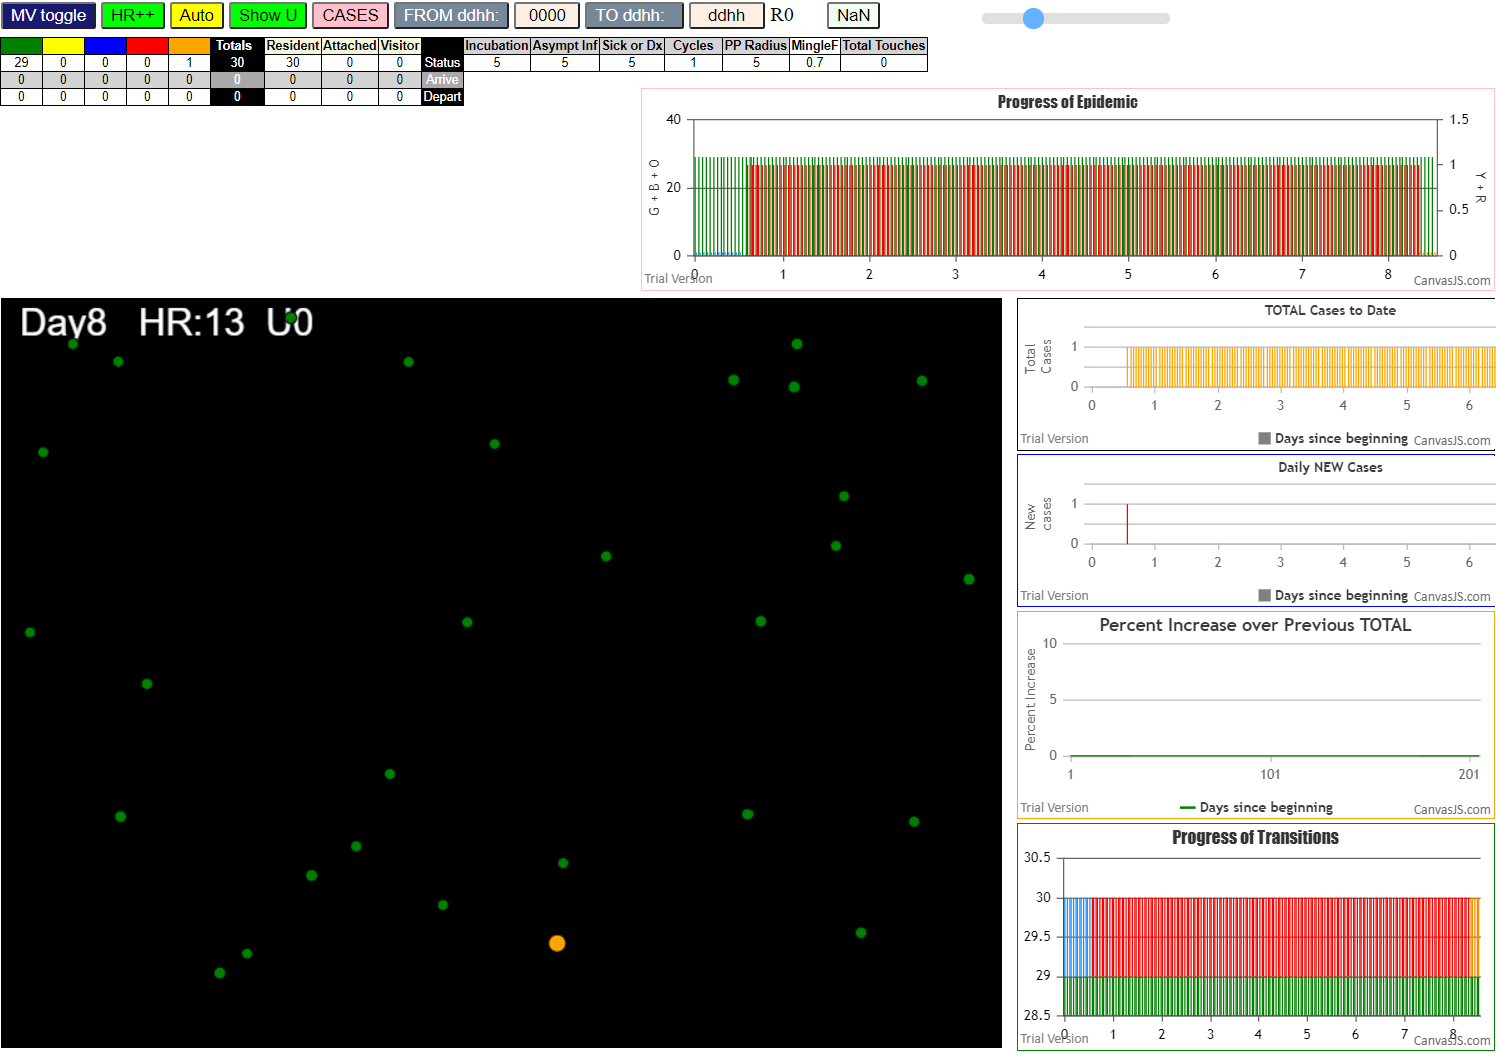 MV toggle HR++ Auto Show U CASES FROM ddhh: 0000 TO ddhh: ddhh R0 NaN
Totals Resident Attached Visitor Incubation Asympt Inf Sick or Dx Cycles PP Radius MingleF Total Touches
29 0 0 0 1 30 30 0 0 Status 5 5 5 1 5 0.7 0
0 0 0 0 0 0 0 0 0 Arrive
0 0 0 0 0 0 0 0 0 Depart
Progress of Epidemic
40 1.5
1
20
0.5
0 0
G + B + O
Y + R
0 1 2 3 4 5 6 7 8
Trial Version CanvasJS.com
Day8 HR:13 U0
TOTAL Cases to Date
Total Cases
1
0
0 1 2 3 4 5 6
Days since beginning
Trial Version CanvasJS.com
Daily NEW Cases
New cases
1
0
0 1 2 3 4 5 6
Days since beginning
Trial Version CanvasJS.com
Percent Increase over Previous TOTAL
Percent Increase
10
5
0
1 101 201
Days since beginning
Trial Version CanvasJS.com
Progress of Transitions
30.5
30
29.5
29
28.5
0 1 2 3 4 5 6 7 8
Trial Version CanvasJS.com